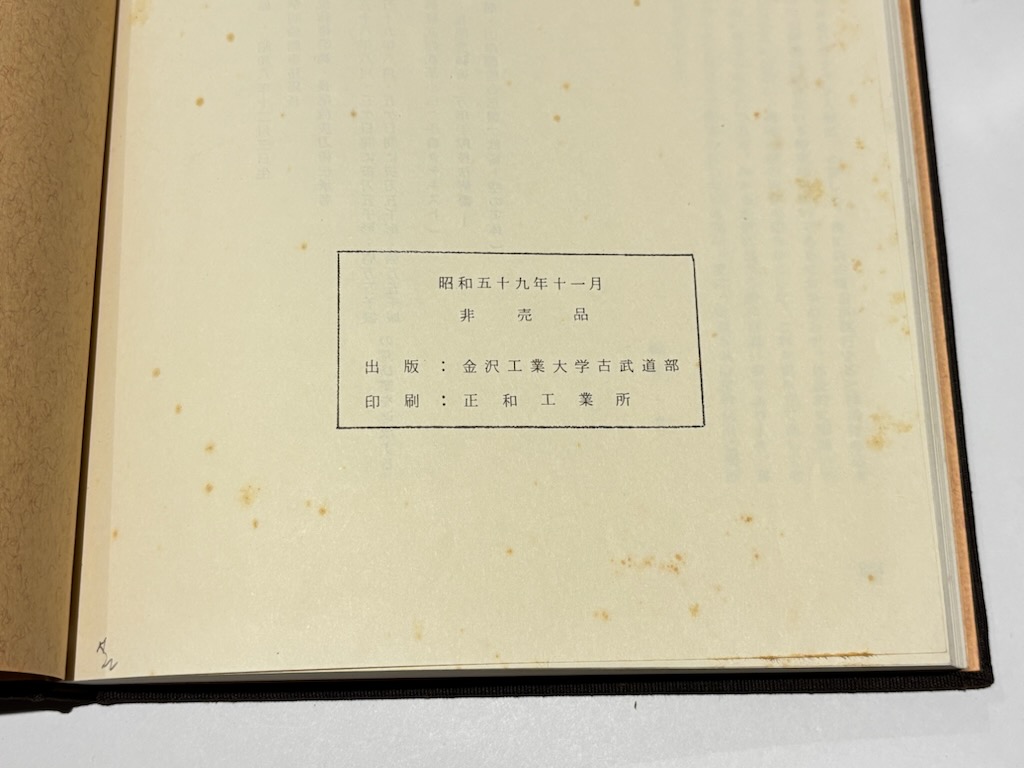 昭和五十九年十一月
非売品
出版：金沢工業大学古武道部
印刷：正和工業所